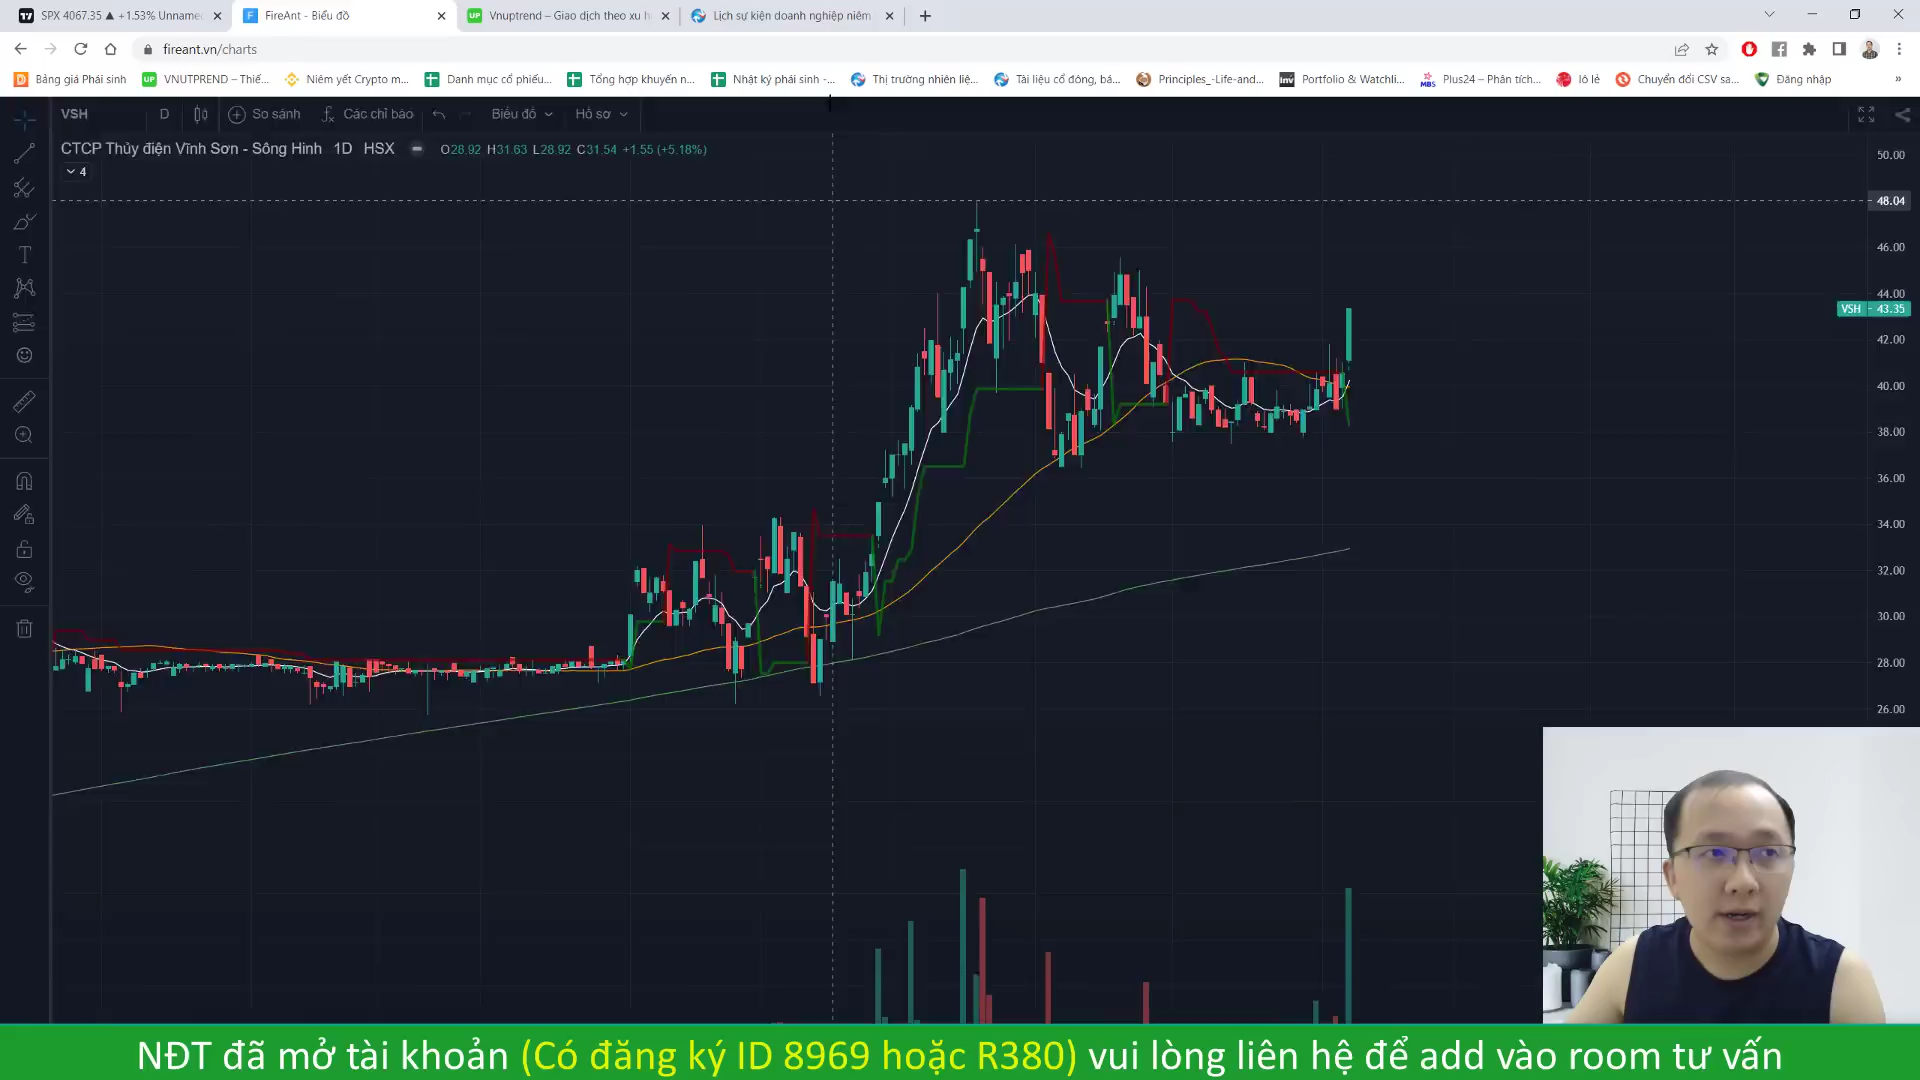 SPX 4067.35 ▲ +1.53% Unname
FireAnt - Biểu đồ
Vnuptrend – Giao dịch theo xu h
Lịch sự kiện doanh nghiệp niêm
fireant.vn/charts
Bảng giá Phái sinh
VNUTPREND – Thiế...
Niêm yết Crypto m...
Danh mục cổ phiếu...
Tổng hợp khuyến n...
Nhật ký phái sinh -...
Thị trường nhiên liệ...
Tài liệu cổ đông, bá...
Principles_-Life-and...
Portfolio & Watchli...
Plus24 – Phân tích...
lô lẻ
Chuyển đổi CSV sa...
Đăng nhập
VSH
D
So sánh
Các chỉ báo
Biểu đồ
Hồ sơ
CTCP Thủy điện Vĩnh Sơn - Sông Hinh 1D HSX
O28.92 H31.63 L28.92 C31.54 +1.55 (+5.18%)
4
50.00
48.04
46.00
44.00
VSH 43.35
42.00
40.00
38.00
36.00
34.00
32.00
30.00
28.00
26.00
NĐT đã mở tài khoản (Có đăng ký ID 8969 hoặc R380) vui lòng liên hệ để add vào room tư vấn